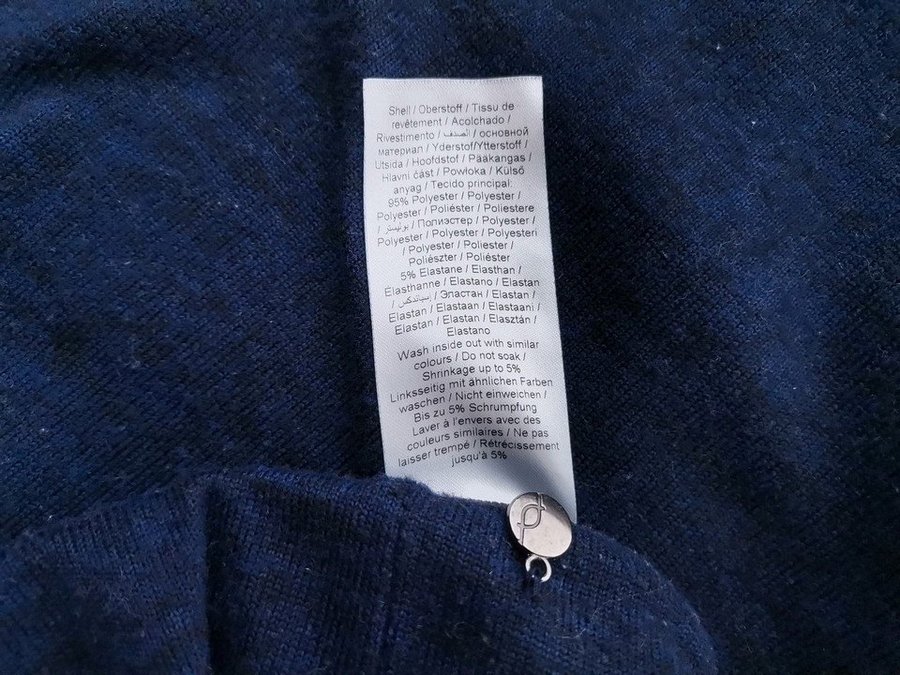 Shell / Oberstoff / Tissu de
revêtement / Acolchado /
Rivestimento / الصدف / основной
материал / Yderstof/Ytterstoff /
Utsida / Hoofdstof / Pääkangas /
Hlavní část / Powłoka / Külső
anyag / Tecido principal:
95% Polyester / Polyester /
Polyester / Poliéster / Poliestere
/ بوليستر / Полиэстер / Polyester /
Polyester / Polyester / Polyesteri
/ Polyester / Poliester /
Poliészter / Poliéster
5% Elastane / Elasthan /
Elasthanne / Elastano / Elastan
/ إسباندكس / Эластан / Elastan /
Elastan / Elastaan / Elastaani /
Elastan / Elastan / Elasztán /
Elastano
Wash inside out with similar
colours / Do not soak /
Shrinkage up to 5%
Linksseitig mit ähnlichen Farben
waschen / Nicht einweichen /
Bis zu 5% Schrumpfung
Laver à l'envers avec des
couleurs similaires / Ne pas
laisser trempé / Rétrécissement
jusqu'à 5%